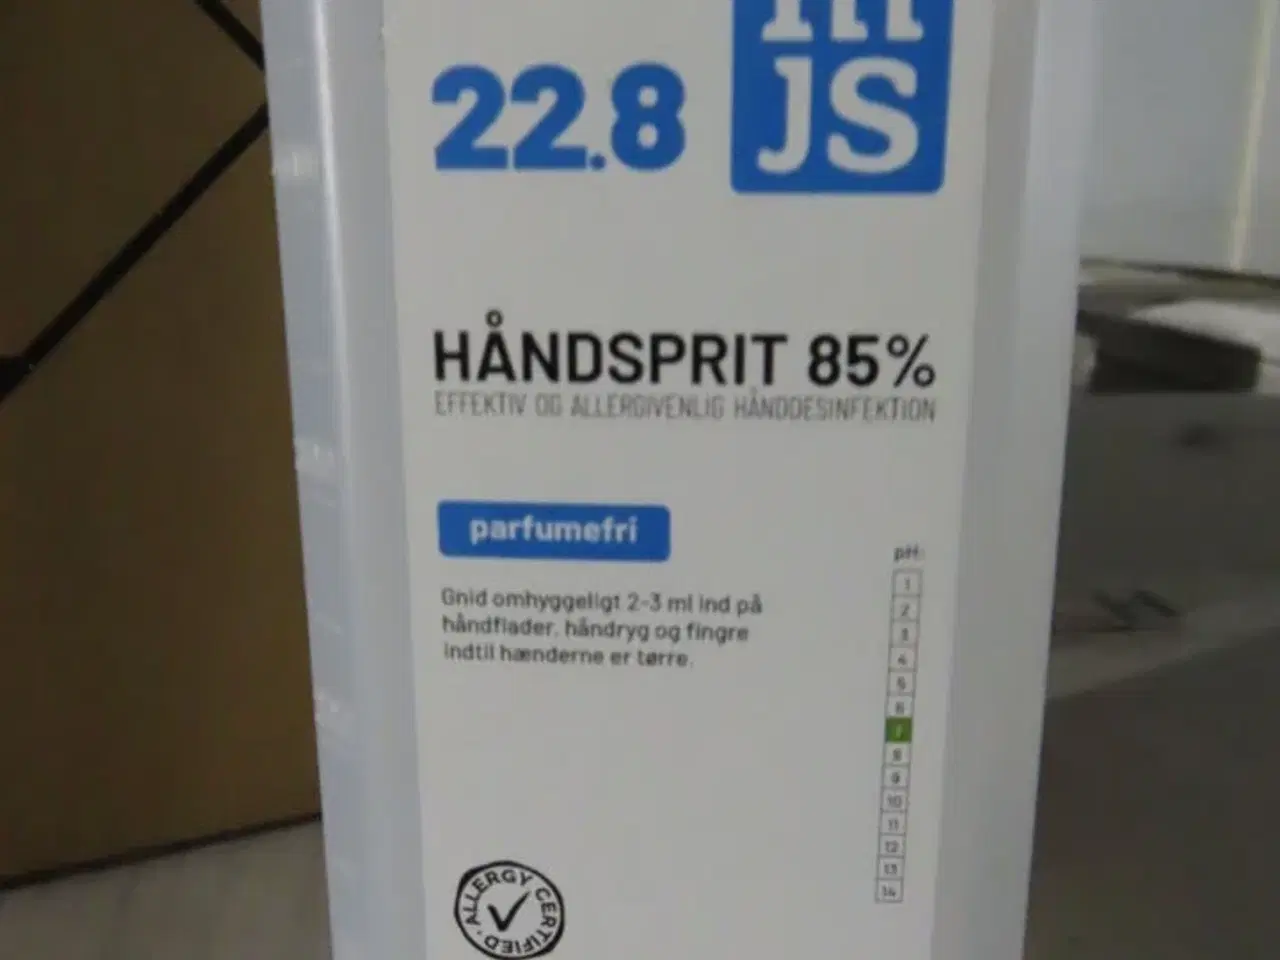 22.8
m
JS
HÅNDSPRIT 85%
EFFEKTIV OG ALLERGIVENLIG HÅNDDESINFEKTION
parfumefri
Gnid omhyggeligt 2-3 ml ind på
håndflader, håndryg og fingre
indtil hænderne er tørre.
pH:
1
2
3
4
5
6
7
8
9
10
11
12
13
14
ALLERGY CERTIFIED